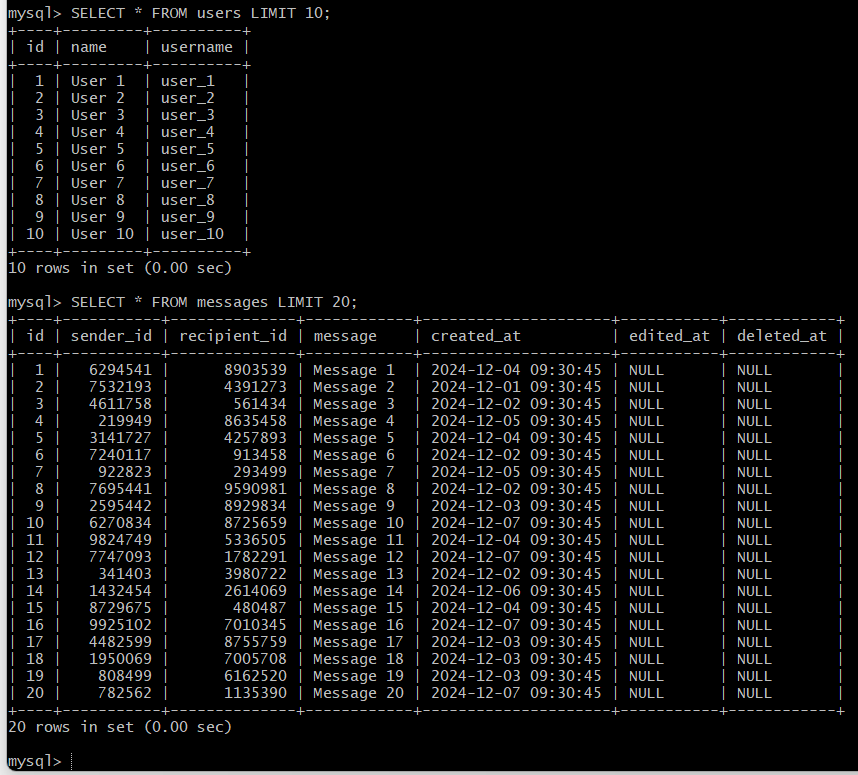 mysql> SELECT * FROM users LIMIT 10;
+----+---------+----------+
| id | name    | username |
+----+---------+----------+
|  1 | User 1  | user_1   |
|  2 | User 2  | user_2   |
|  3 | User 3  | user_3   |
|  4 | User 4  | user_4   |
|  5 | User 5  | user_5   |
|  6 | User 6  | user_6   |
|  7 | User 7  | user_7   |
|  8 | User 8  | user_8   |
|  9 | User 9  | user_9   |
| 10 | User 10 | user_10  |
+----+---------+----------+
10 rows in set (0.00 sec)

mysql> SELECT * FROM messages LIMIT 20;
+----+-----------+--------------+------------+---------------------+-----------+------------+
| id | sender_id | recipient_id | message    | created_at          | edited_at | deleted_at |
+----+-----------+--------------+------------+---------------------+-----------+------------+
|  1 |   6294541 |      8903539 | Message 1  | 2024-12-04 09:30:45 | NULL      | NULL       |
|  2 |   7532193 |      4391273 | Message 2  | 2024-12-01 09:30:45 | NULL      | NULL       |
|  3 |   4611758 |       561434 | Message 3  | 2024-12-02 09:30:45 | NULL      | NULL       |
|  4 |    219949 |      8635458 | Message 4  | 2024-12-05 09:30:45 | NULL      | NULL       |
|  5 |   3141727 |      4257893 | Message 5  | 2024-12-04 09:30:45 | NULL      | NULL       |
|  6 |   7240117 |       913458 | Message 6  | 2024-12-02 09:30:45 | NULL      | NULL       |
|  7 |    922823 |       293499 | Message 7  | 2024-12-05 09:30:45 | NULL      | NULL       |
|  8 |   7695441 |      9590981 | Message 8  | 2024-12-02 09:30:45 | NULL      | NULL       |
|  9 |   2595442 |      8929834 | Message 9  | 2024-12-03 09:30:45 | NULL      | NULL       |
| 10 |   6270834 |      8725659 | Message 10 | 2024-12-07 09:30:45 | NULL      | NULL       |
| 11 |   9824749 |      5336505 | Message 11 | 2024-12-04 09:30:45 | NULL      | NULL       |
| 12 |   7747093 |      1782291 | Message 12 | 2024-12-07 09:30:45 | NULL      | NULL       |
| 13 |    341403 |      3980722 | Message 13 | 2024-12-02 09:30:45 | NULL      | NULL       |
| 14 |   1432454 |      2614069 | Message 14 | 2024-12-06 09:30:45 | NULL      | NULL       |
| 15 |   8729675 |       480487 | Message 15 | 2024-12-04 09:30:45 | NULL      | NULL       |
| 16 |   9925102 |      7010345 | Message 16 | 2024-12-07 09:30:45 | NULL      | NULL       |
| 17 |   4482599 |      8755759 | Message 17 | 2024-12-03 09:30:45 | NULL      | NULL       |
| 18 |   1950069 |      7005708 | Message 18 | 2024-12-03 09:30:45 | NULL      | NULL       |
| 19 |    808499 |      6162520 | Message 19 | 2024-12-03 09:30:45 | NULL      | NULL       |
| 20 |    782562 |      1135390 | Message 20 | 2024-12-07 09:30:45 | NULL      | NULL       |
+----+-----------+--------------+------------+---------------------+-----------+------------+
20 rows in set (0.00 sec)

mysql>